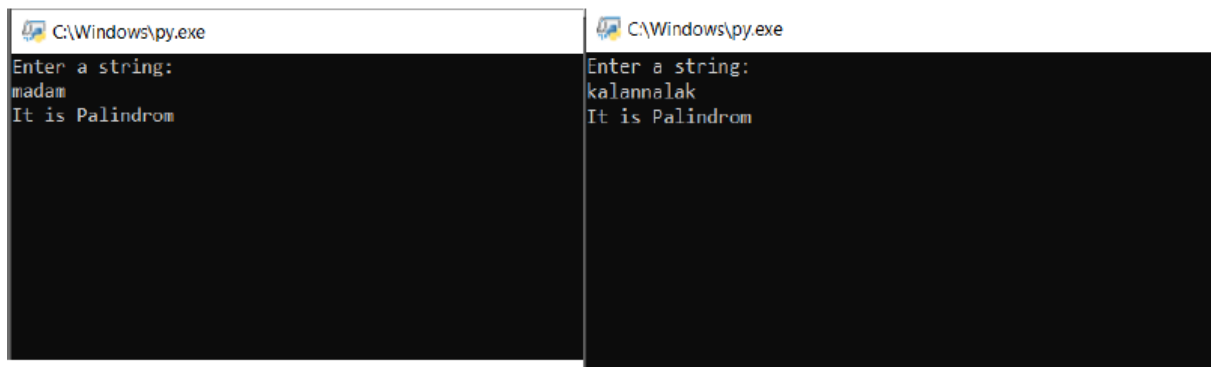 C:\Windows\py.exe
Enter a string:
madam
It is Palindrom
C:\Windows\py.exe
Enter a string:
kalannalak
It is Palindrom